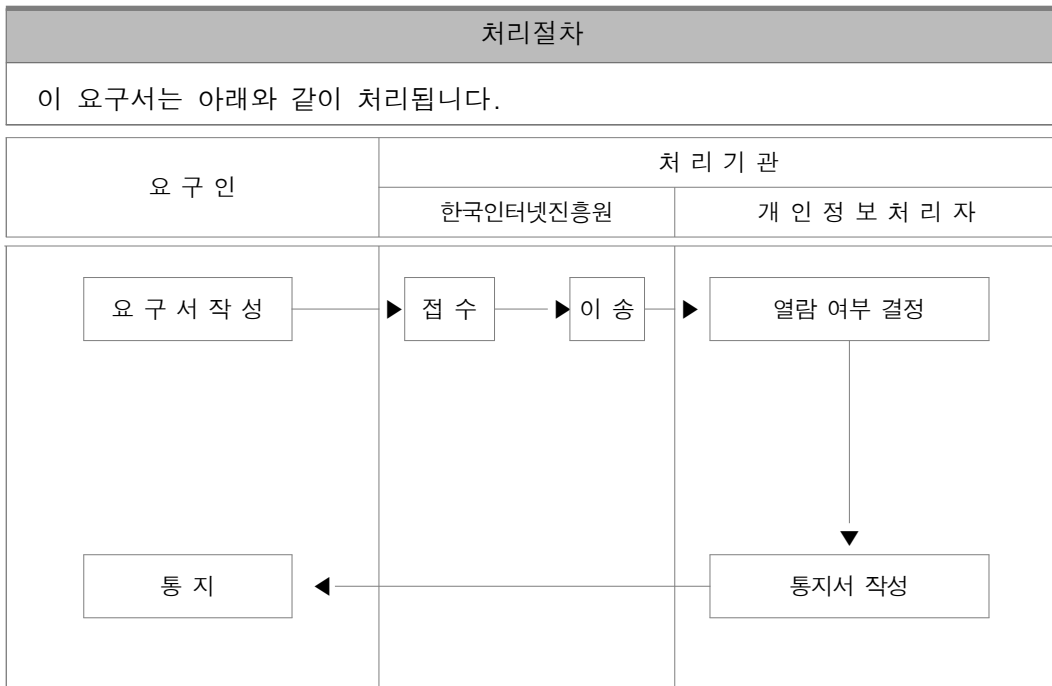 처리절차
이 요구서는 아래와 같이 처리됩니다.
요 구 인
처 리 기 관
한국인터넷진흥원
개 인 정 보 처 리 자
요 구 서 작 성
접 수
이 송
열람 여부 결정
통 지
통지서 작성